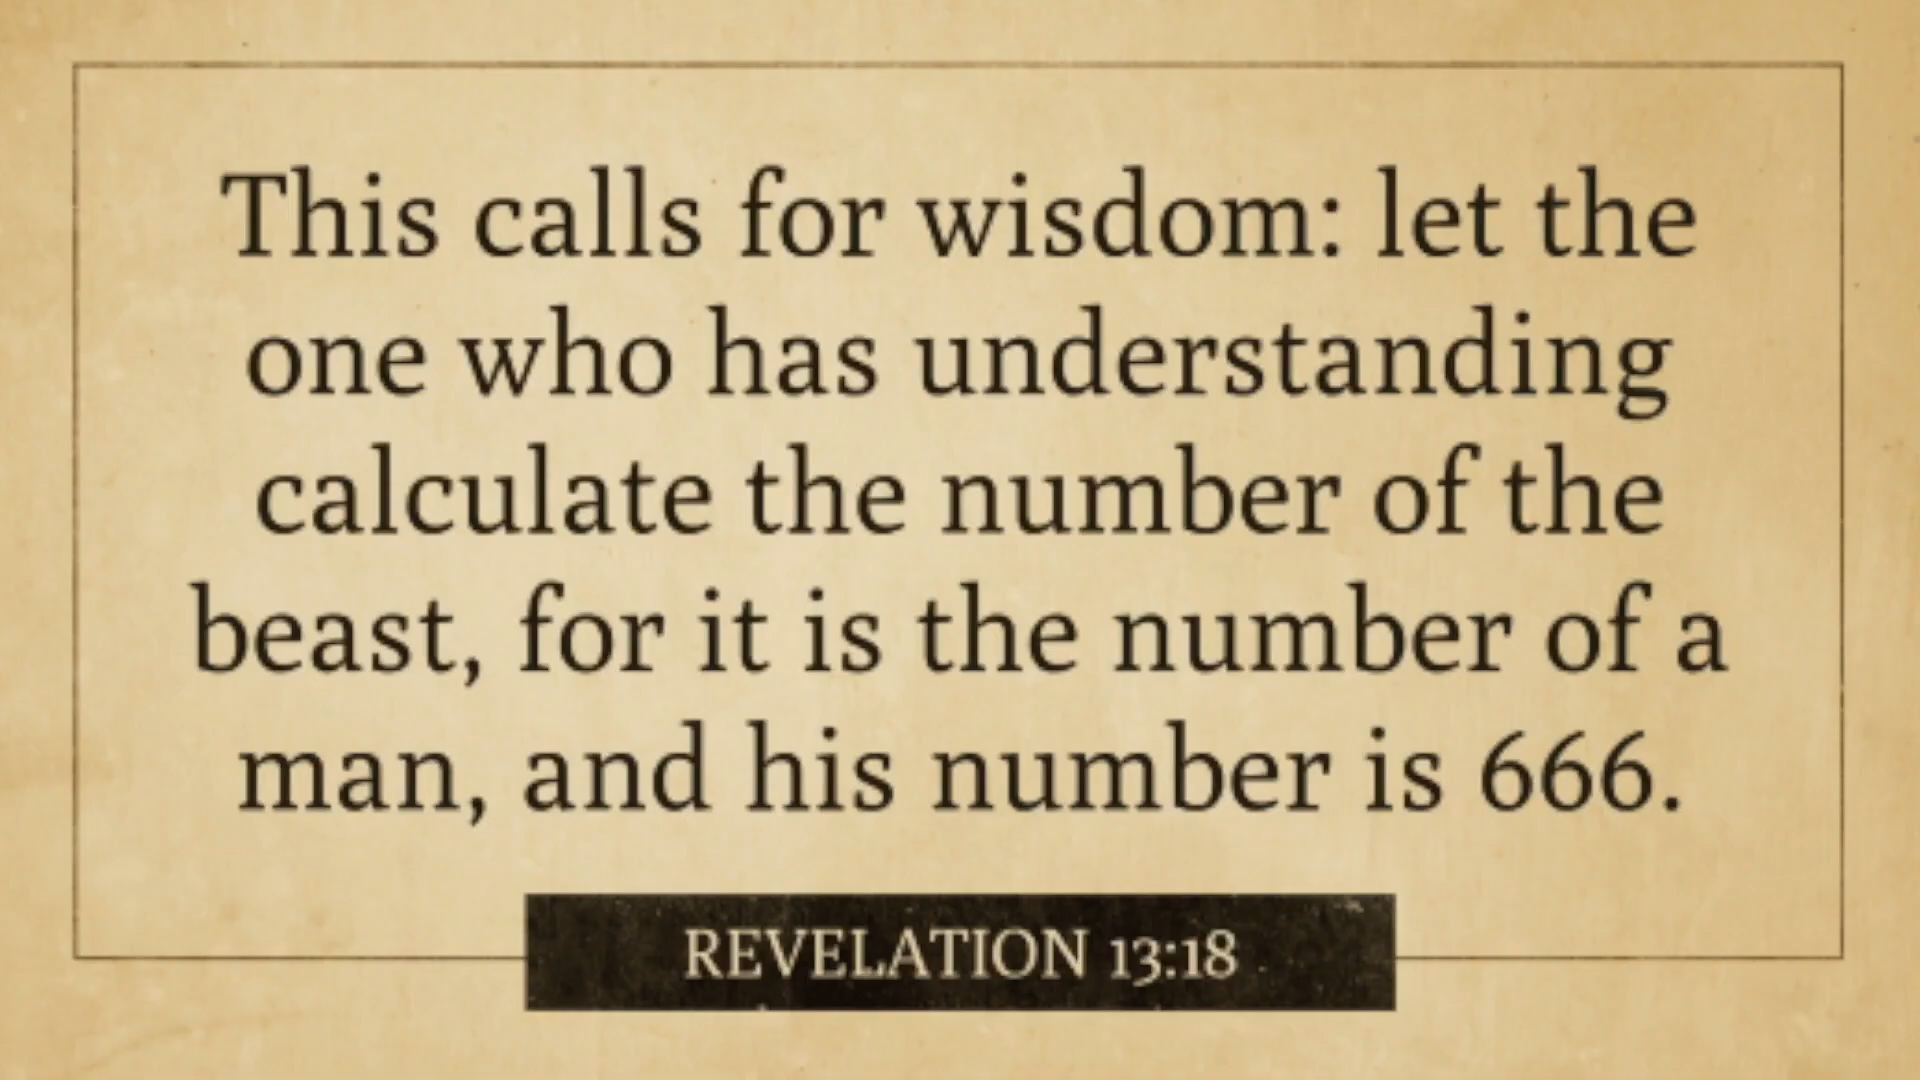 This calls for wisdom: let the
one who has understanding
calculate the number of the
beast, for it is the number of a
man, and his number is 666.
REVELATION 13:18